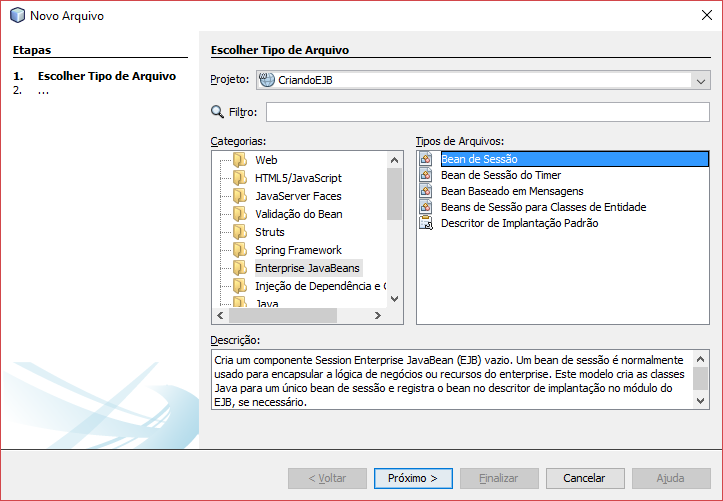 Novo Arquivo
Etapas
1. Escolher Tipo de Arquivo
2. ...
Escolher Tipo de Arquivo
Projeto: CriandoEJB
Filtro:
Categorias:
Web
HTML5/JavaScript
JavaServer Faces
Validação do Bean
Struts
Spring Framework
Enterprise JavaBeans
Injeção de Dependência e C
Java
Tipos de Arquivos:
Bean de Sessão
Bean de Sessão do Timer
Bean Baseado em Mensagens
Beans de Sessão para Classes de Entidade
Descritor de Implantação Padrão
Descrição:
Cria um componente Session Enterprise JavaBean (EJB) vazio. Um bean de sessão é normalmente
usado para encapsular a lógica de negócios ou recursos do enterprise. Este modelo cria as classes
Java para um único bean de sessão e registra o bean no descritor de implantação no módulo do
EJB, se necessário.
< Voltar
Próximo >
Finalizar
Cancelar
Ajuda